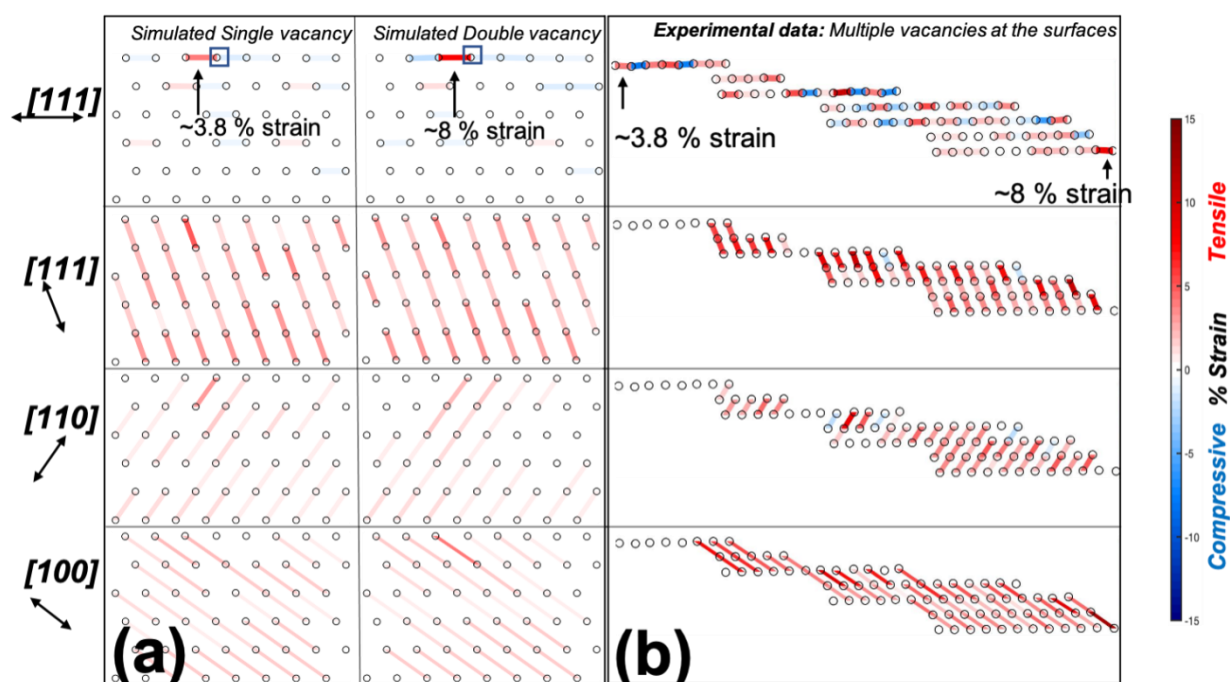 Simulated Single vacancy
Simulated Double vacancy
Experimental data: Multiple vacancies at the surfaces
[111]
~3.8 % strain
~8 % strain
~3.8 % strain
~8 % strain
[111]
[110]
[100]
(a)
(b)
15
10
5
0
-5
-10
-15
Compressive % Strain Tensile